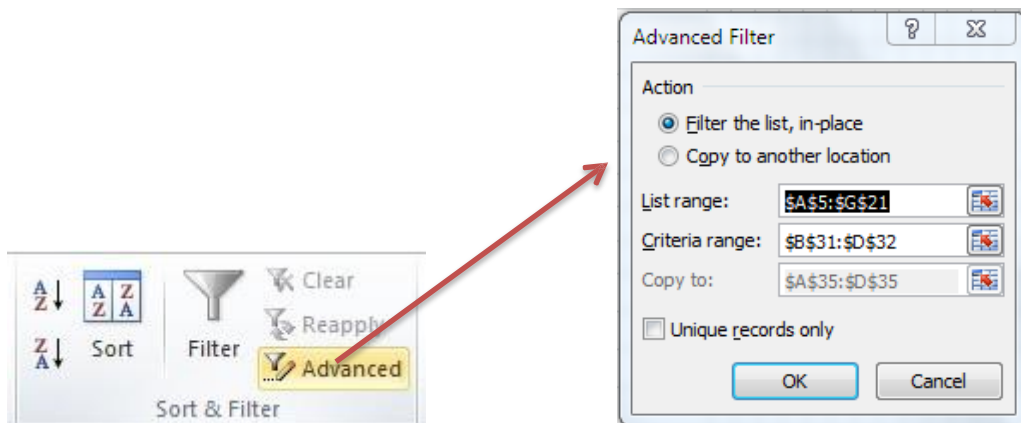 A
Z
Z
A
A Z
Z A
Sort
Filter
Clear
Reapply
Advanced
Sort & Filter
Advanced Filter
?
Action
Filter the list, in-place
Copy to another location
List range: $A$5:$G$21
Criteria range: $B$31:$D$32
Copy to: $A$35:$D$35
Unique records only
OK Cancel